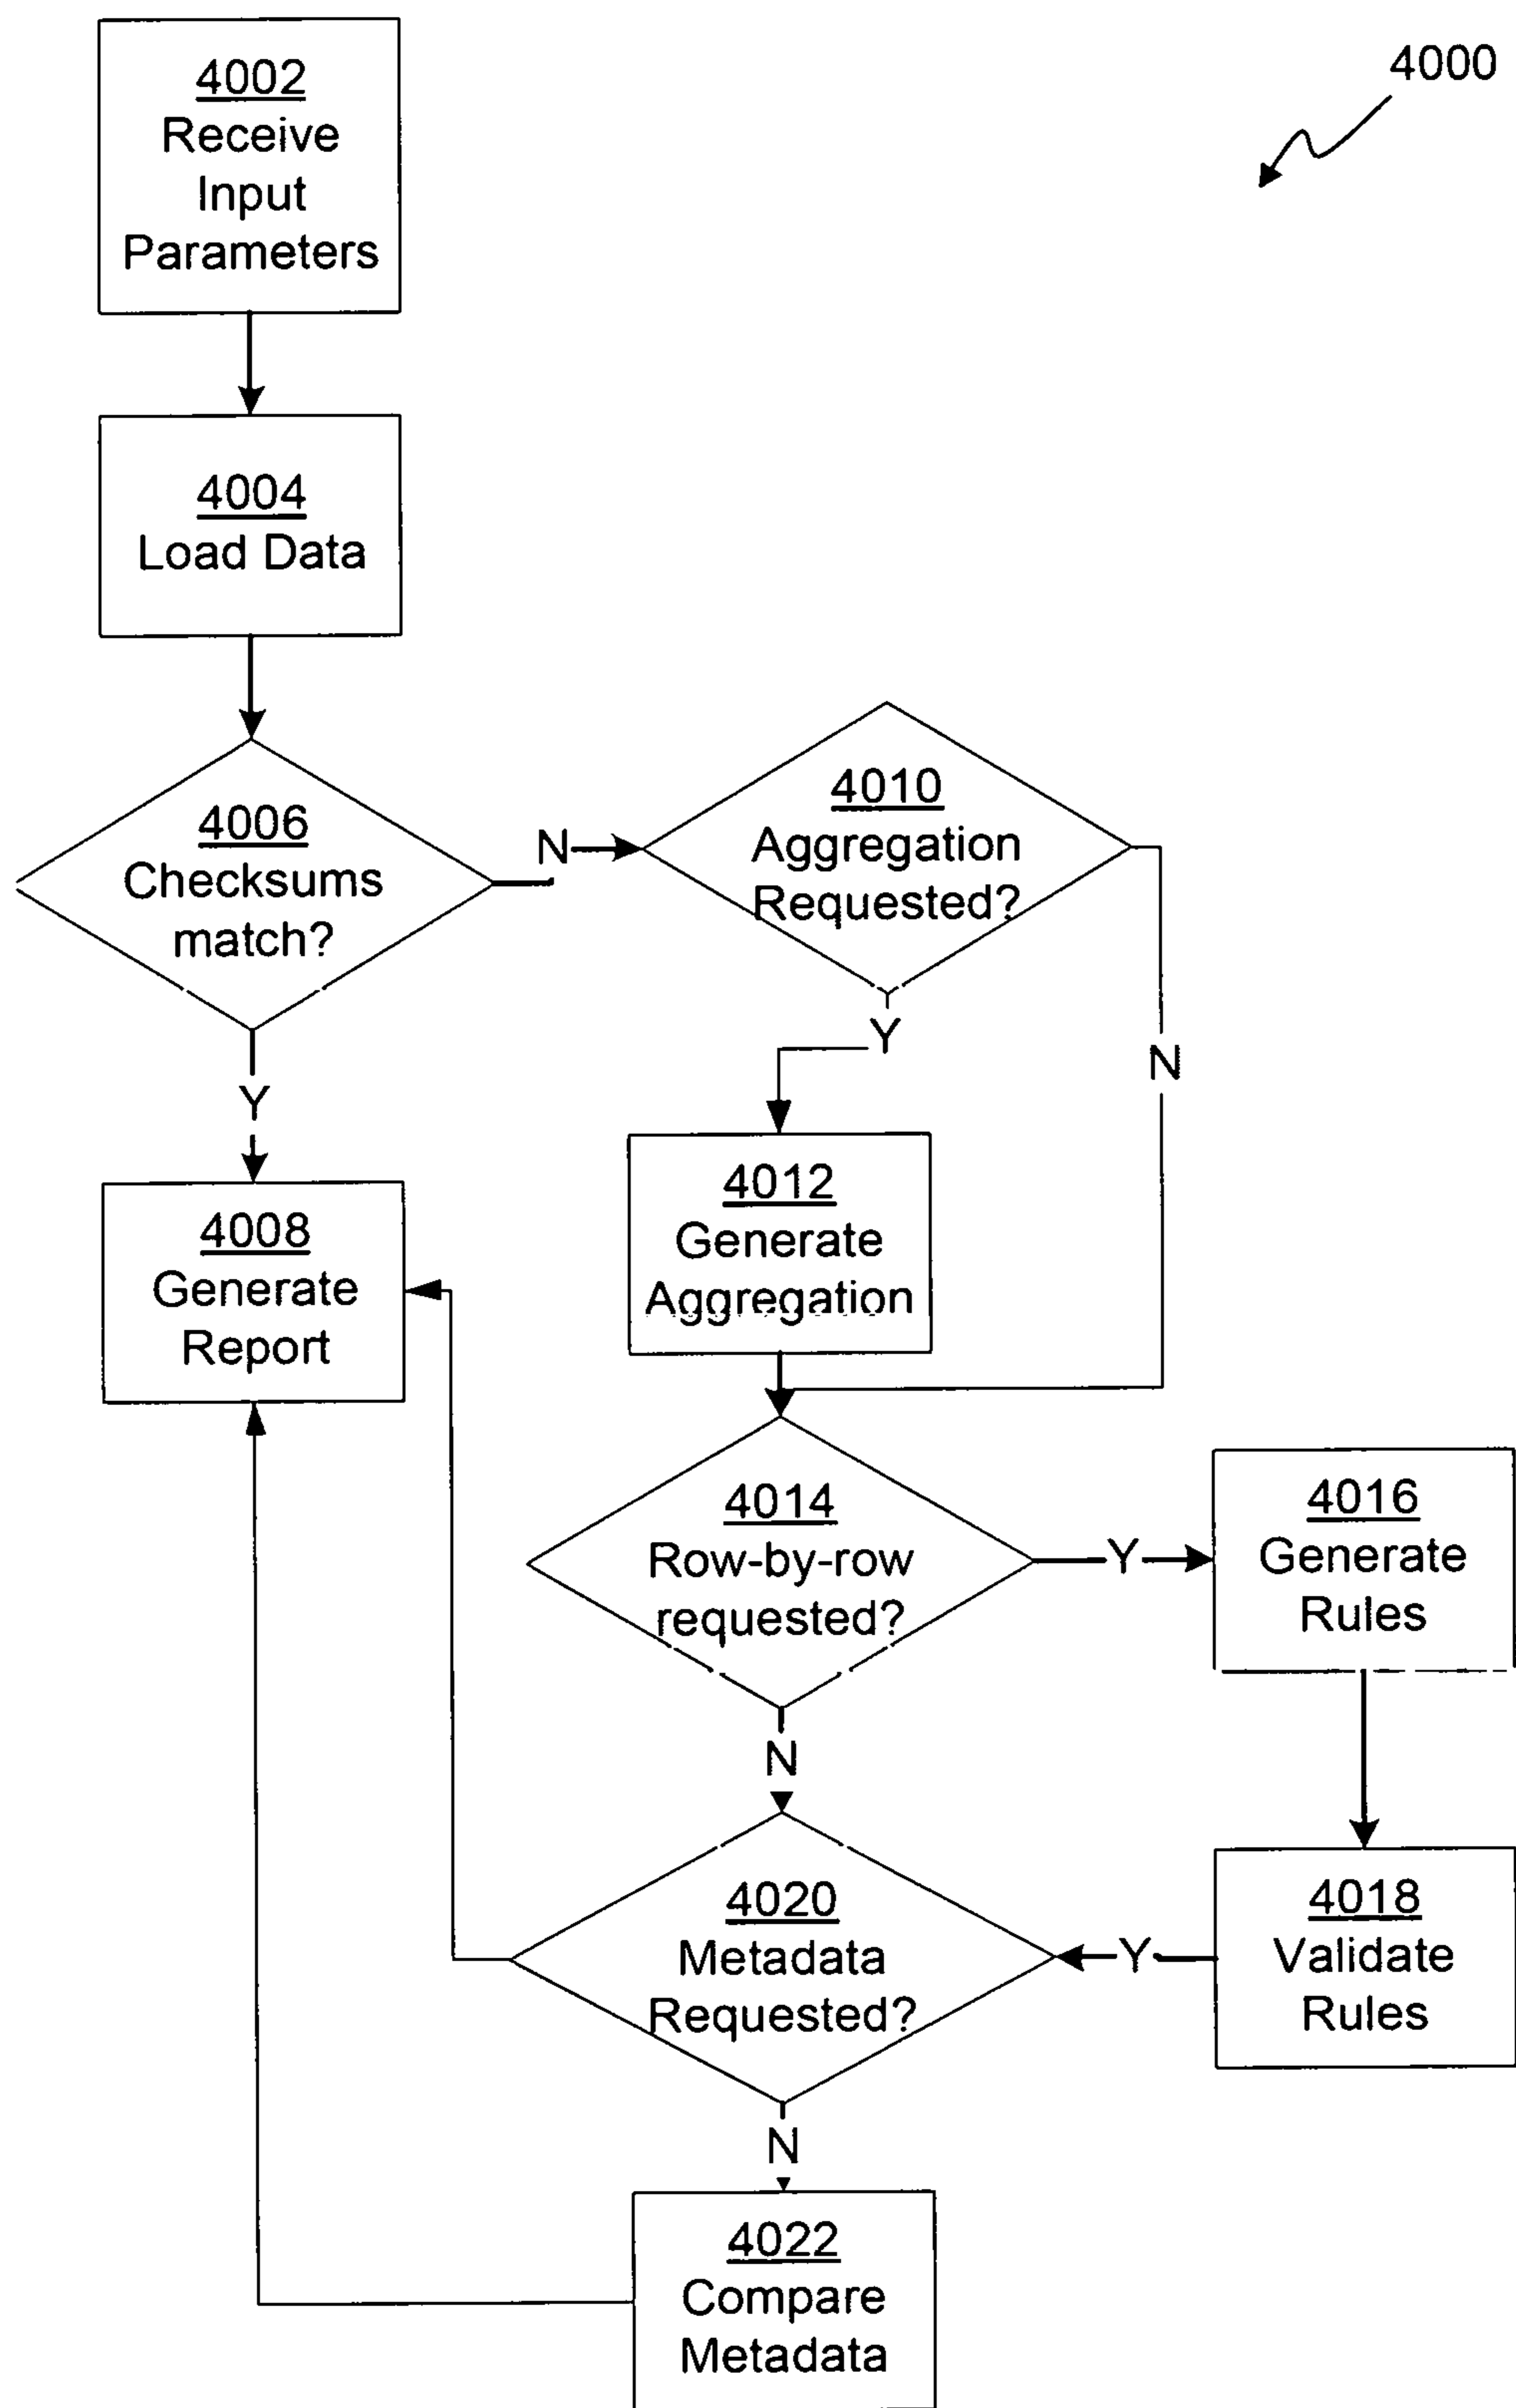 4000
4002
Receive
Input
Parameters
4004
Load Data
4006
Checksums
match?
N
4010
Aggregation
Requested?
Y
N
Y
4012
Generate
Aggregation
4008
Generate
Report
4014
Row-by-row
requested?
Y
4016
Generate
Rules
N
4020
Metadata
Requested?
Y
4018
Validate
Rules
N
4022
Compare
Metadata